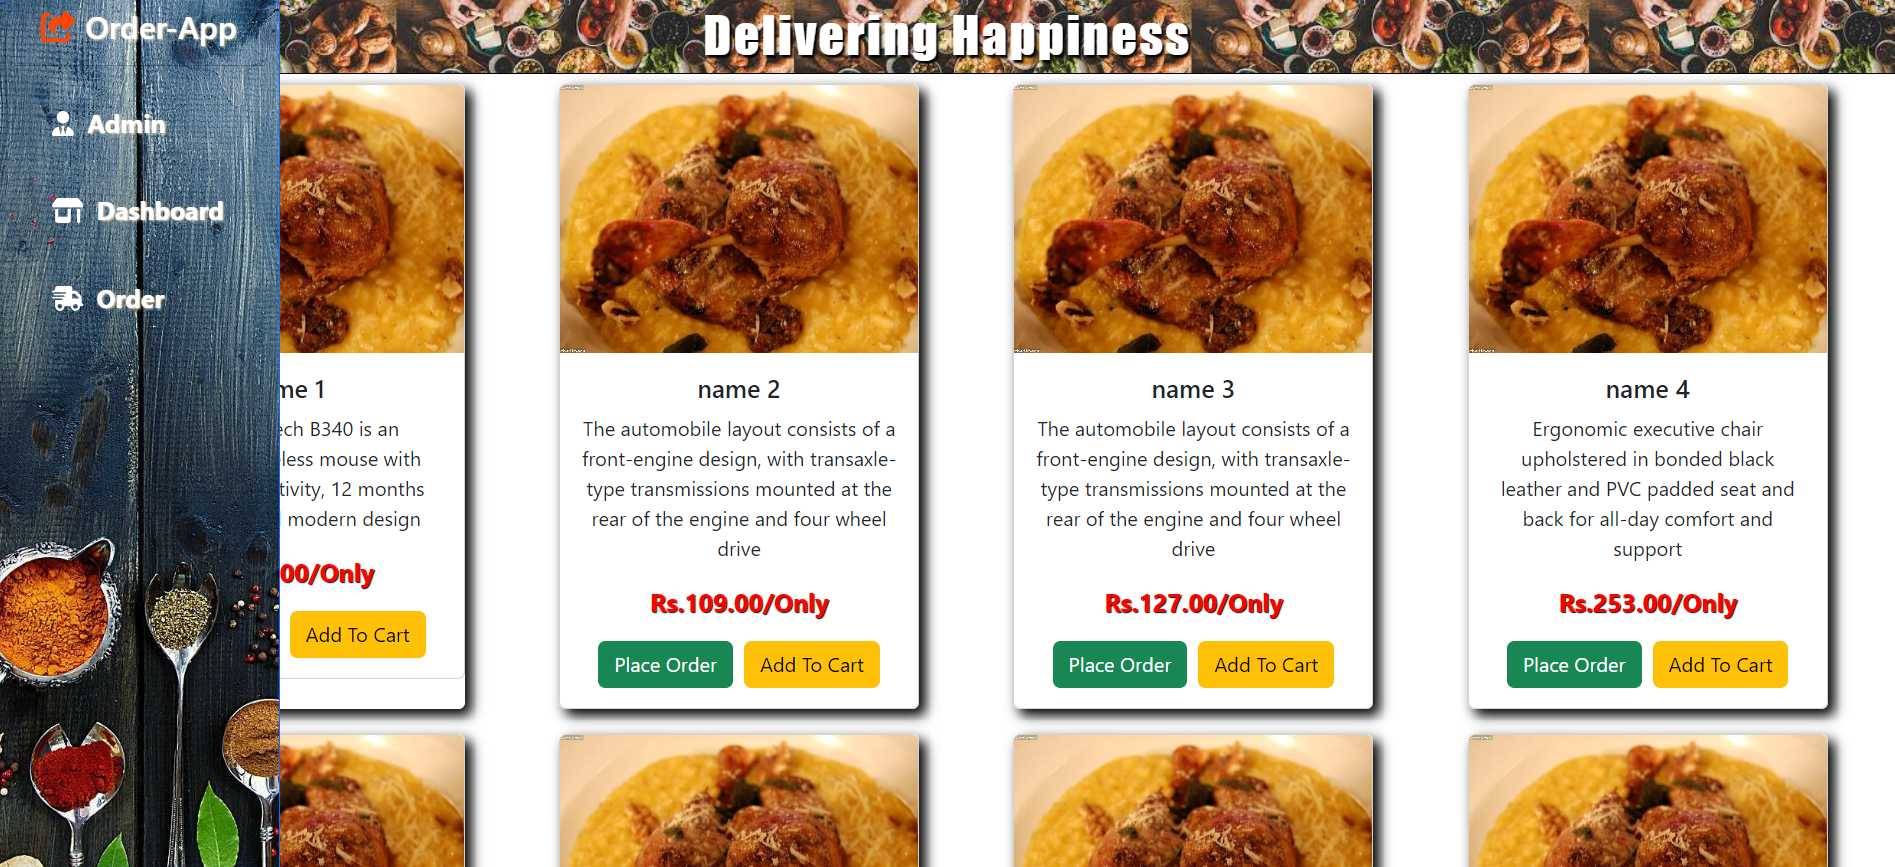 Order-App
Delivering Happiness
Admin
Dashboard
Order
me 1
ech B340 is an
less mouse with
tivity, 12 months
modern design
00/Only
Add To Cart
name 2
The automobile layout consists of a
front-engine design, with transaxle-
type transmissions mounted at the
rear of the engine and four wheel
drive
Rs.109.00/Only
Place Order Add To Cart
name 3
The automobile layout consists of a
front-engine design, with transaxle-
type transmissions mounted at the
rear of the engine and four wheel
drive
Rs.127.00/Only
Place Order Add To Cart
name 4
Ergonomic executive chair
upholstered in bonded black
leather and PVC padded seat and
back for all-day comfort and
support
Rs.253.00/Only
Place Order Add To Cart